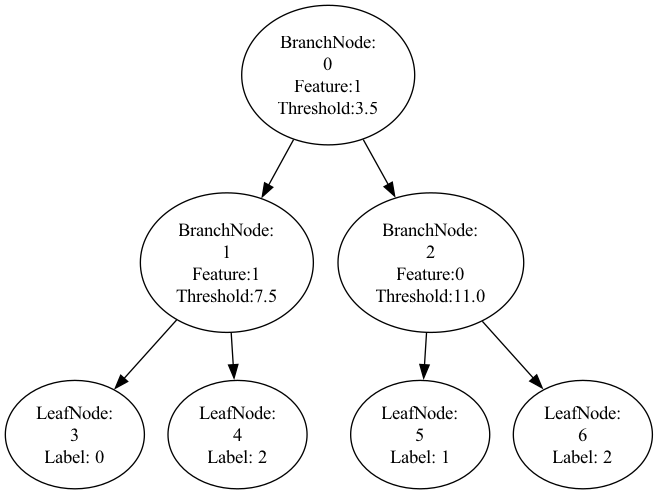 BranchNode:
0
Feature:1
Threshold:3.5
BranchNode:
1
Feature:1
Threshold:7.5
BranchNode:
2
Feature:0
Threshold:11.0
LeafNode:
3
Label: 0
LeafNode:
4
Label: 2
LeafNode:
5
Label: 1
LeafNode:
6
Label: 2